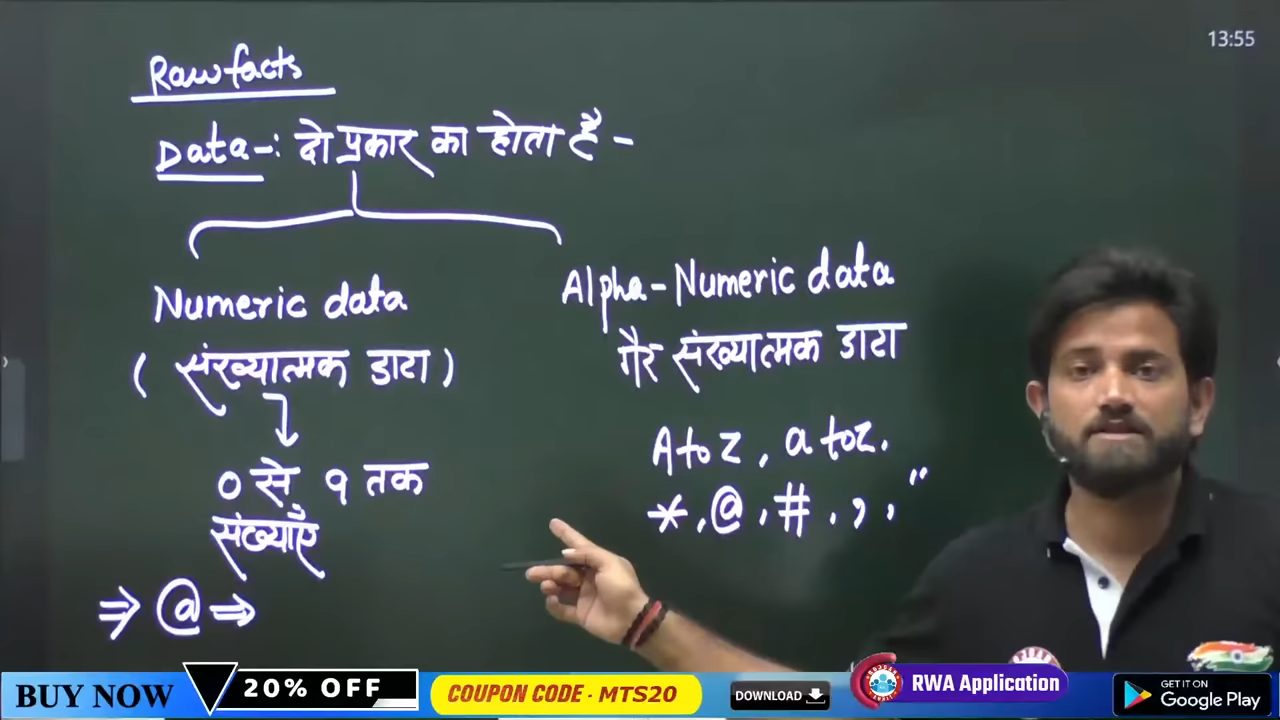 13:55
Raw facts
Data -: दो प्रकार का होता है -
Numeric data
( संख्यात्मक डाटा )
0 से 9 तक
संख्याएँ
⇒ @ ⇒
Alpha-Numeric data
गैर संख्यात्मक डाटा
A to Z, a to z.
*, @, #, ,, "
BUY NOW
20% OFF
COUPON CODE - MTS20
DOWNLOAD
RWA Application
GET IT ON
Google Play